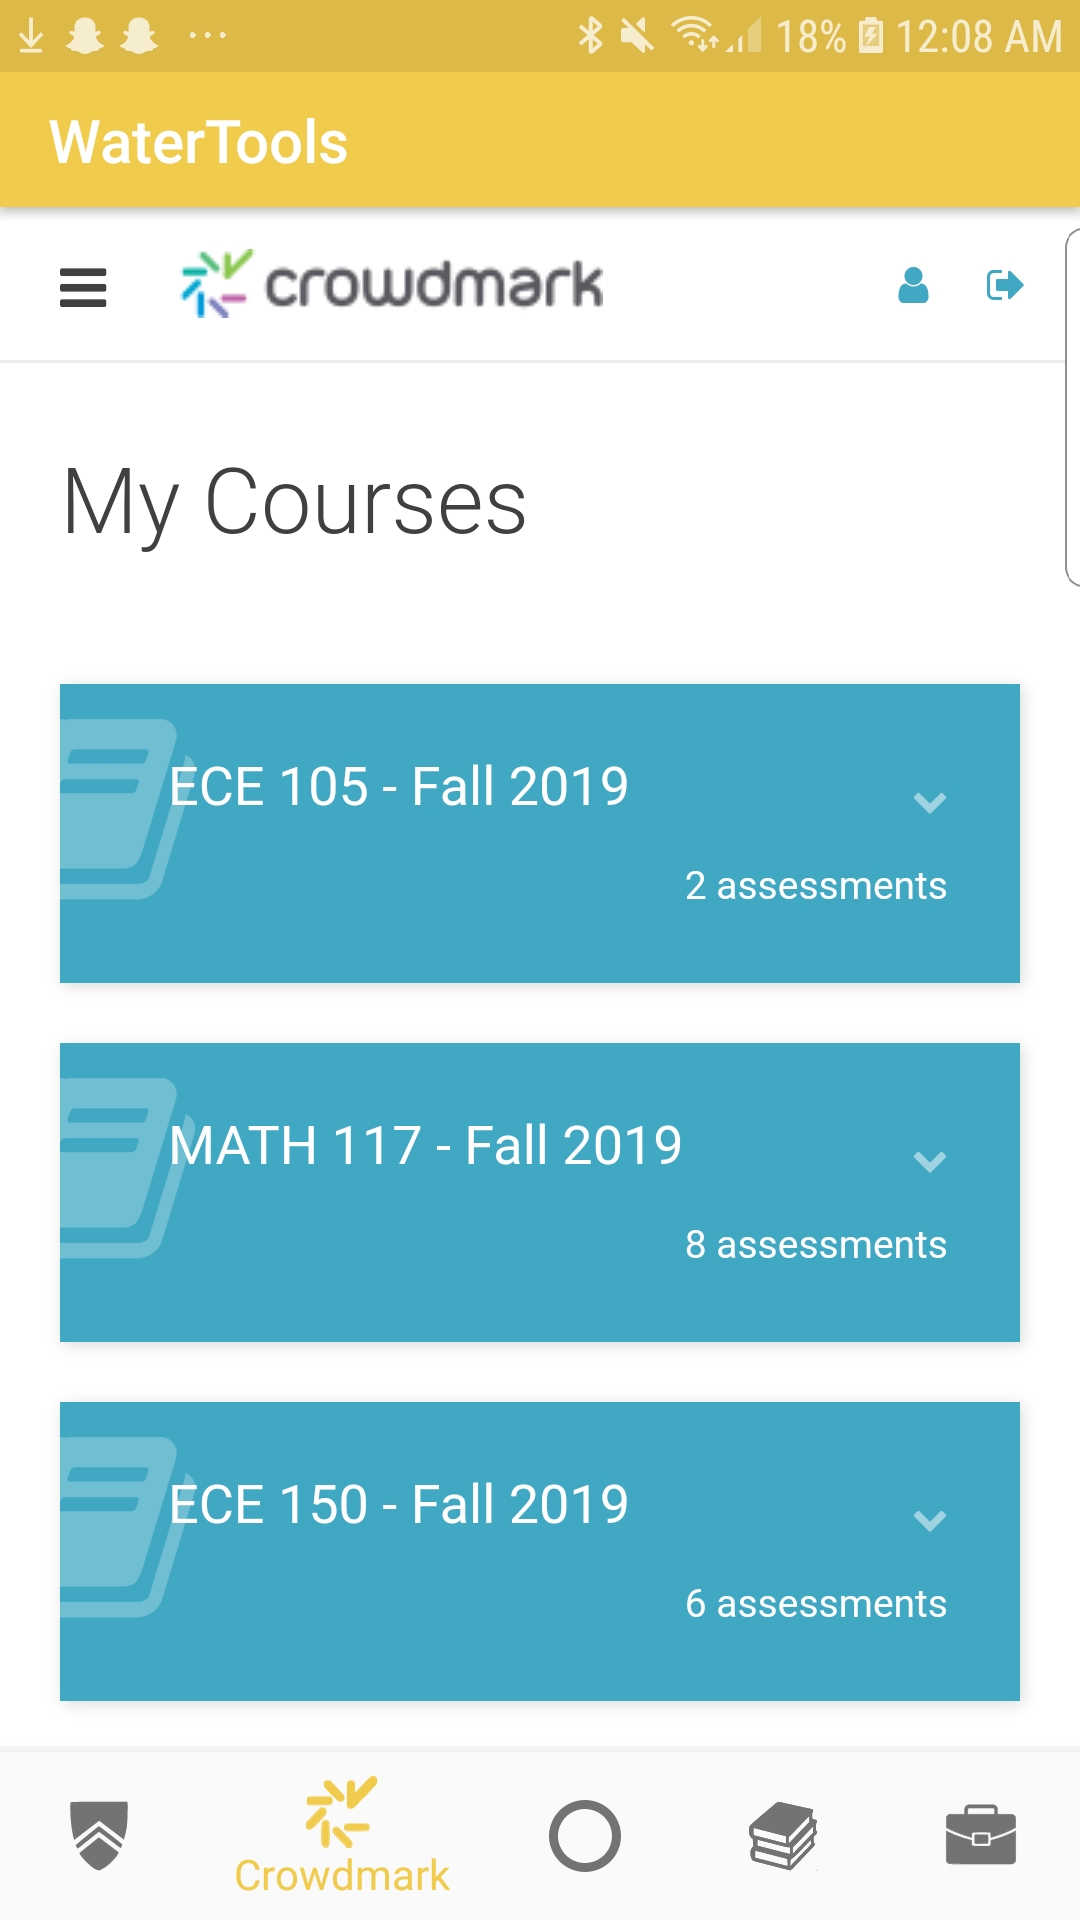 18% 12:08 AM
WaterTools
crowdmark
My Courses
ECE 105 - Fall 2019
2 assessments
MATH 117 - Fall 2019
8 assessments
ECE 150 - Fall 2019
6 assessments
Crowdmark